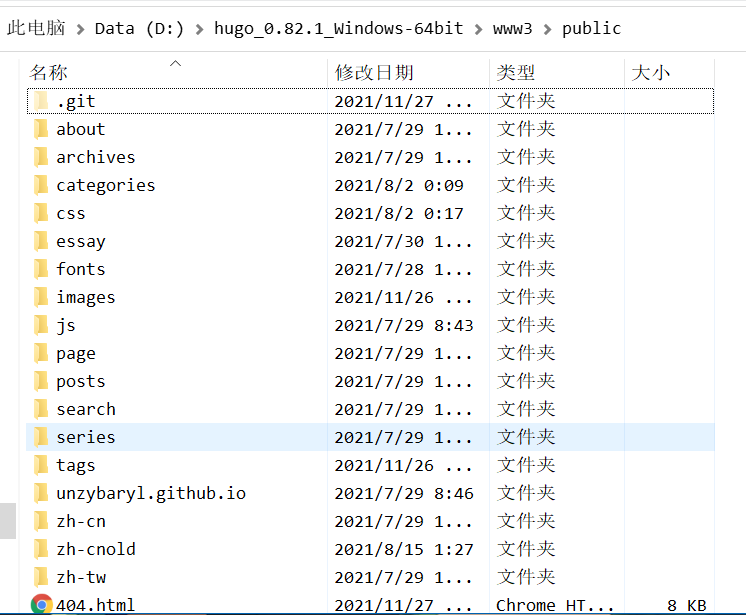 此电脑 > Data (D:) > hugo_0.82.1_Windows-64bit > www3 > public
名称 修改日期 类型 大小
.git 2021/11/27 ... 文件夹
about 2021/7/29 1... 文件夹
archives 2021/7/29 1... 文件夹
categories 2021/8/2 0:09 文件夹
css 2021/8/2 0:17 文件夹
essay 2021/7/30 1... 文件夹
fonts 2021/7/28 1... 文件夹
images 2021/11/26 ... 文件夹
js 2021/7/29 8:43 文件夹
page 2021/7/29 1... 文件夹
posts 2021/7/29 1... 文件夹
search 2021/7/29 1... 文件夹
series 2021/7/29 1... 文件夹
tags 2021/11/26 ... 文件夹
unzybaryl.github.io 2021/7/29 8:46 文件夹
zh-cn 2021/7/29 1... 文件夹
zh-cnold 2021/8/15 1:27 文件夹
zh-tw 2021/7/29 1... 文件夹
404.html 2021/11/27 ... Chrome HT... 8 KB